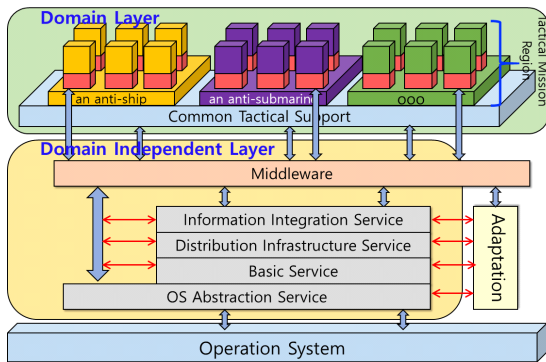 Domain Layer
Tactical Mission
Region
an anti-ship
an anti-submarine
OOO
Common Tactical Support
Domain Independent Layer
Middleware
Information Integration Service
Distribution Infrastructure Service
Basic Service
OS Abstraction Service
Adaptation
Operation System